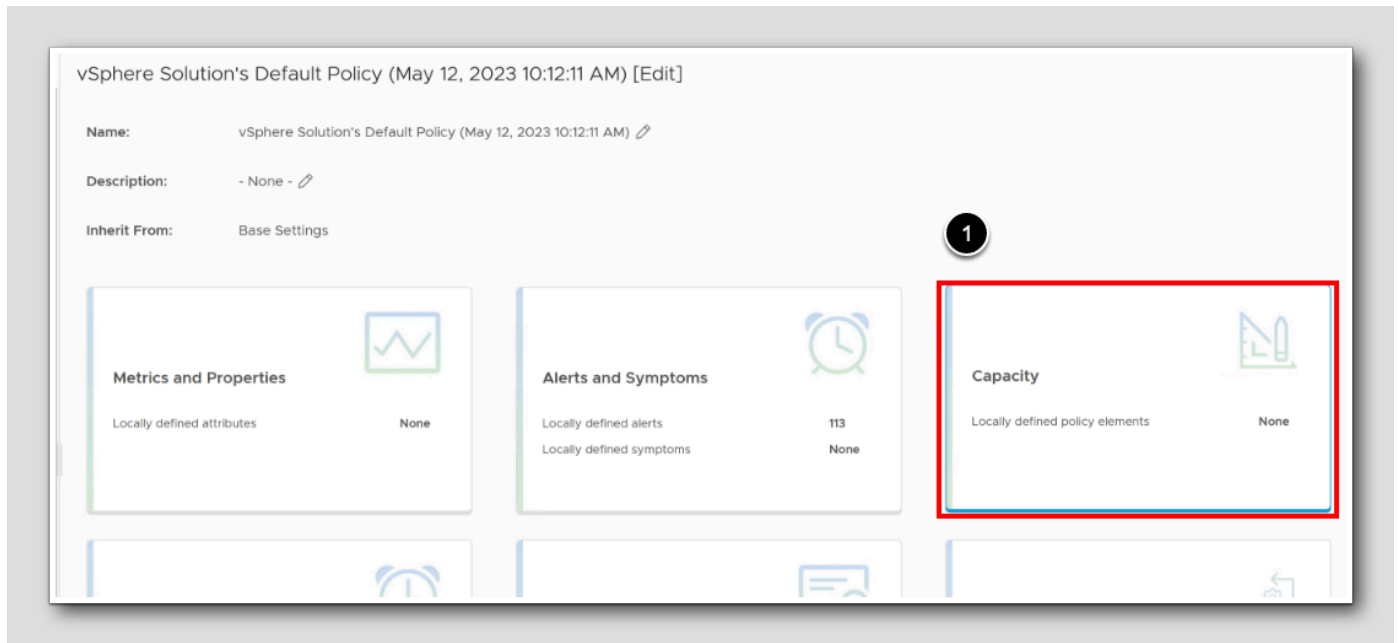 vSphere Solution's Default Policy (May 12, 2023 10:12:11 AM) [Edit]
Name: vSphere Solution's Default Policy (May 12, 2023 10:12:11 AM)
Description: - None -
Inherit From: Base Settings
1
Metrics and Properties
Locally defined attributes None
Alerts and Symptoms
Locally defined alerts 113
Locally defined symptoms None
Capacity
Locally defined policy elements None